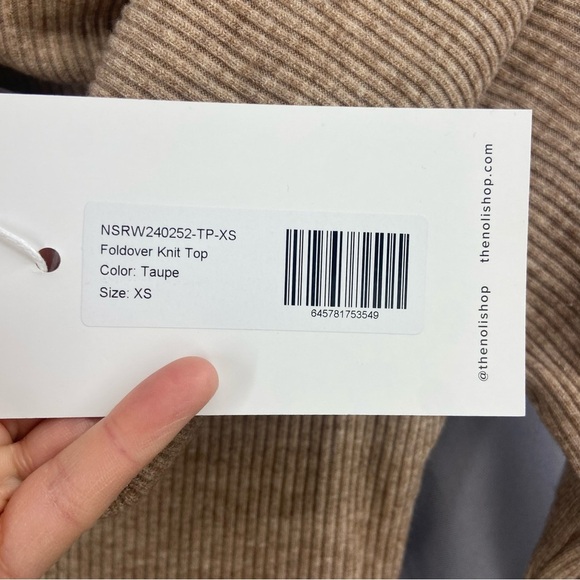 NSRW240252-TP-XS
Foldover Knit Top
Color: Taupe
Size: XS
645781753549
@thenolishop thenolishop.com